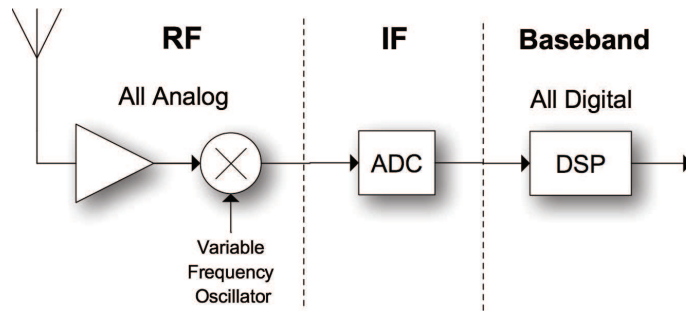 RF
IF
Baseband
All Analog
All Digital
ADC
DSP
Variable
Frequency
Oscillator